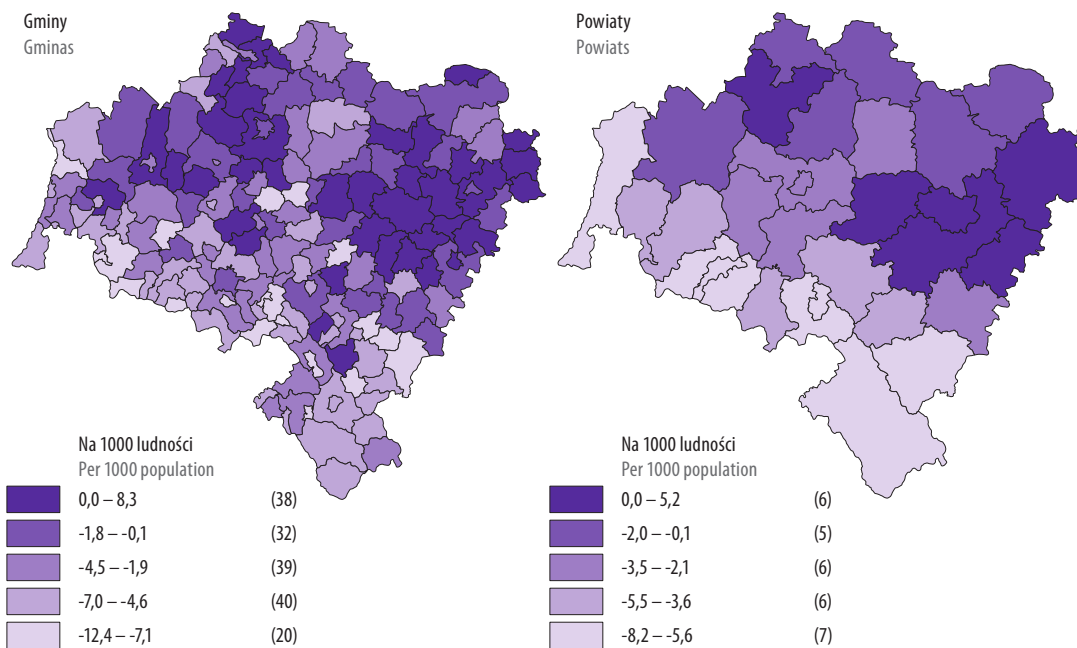 Gminy
Gminas
Na 1000 ludności
Per 1000 population
0,0 – 8,3 (38)
-1,8 – -0,1 (32)
-4,5 – -1,9 (39)
-7,0 – -4,6 (40)
-12,4 – -7,1 (20)
Powiaty
Powiats
Na 1000 ludności
Per 1000 population
0,0 – 5,2 (6)
-2,0 – -0,1 (5)
-3,5 – -2,1 (6)
-5,5 – -3,6 (6)
-8,2 – -5,6 (7)